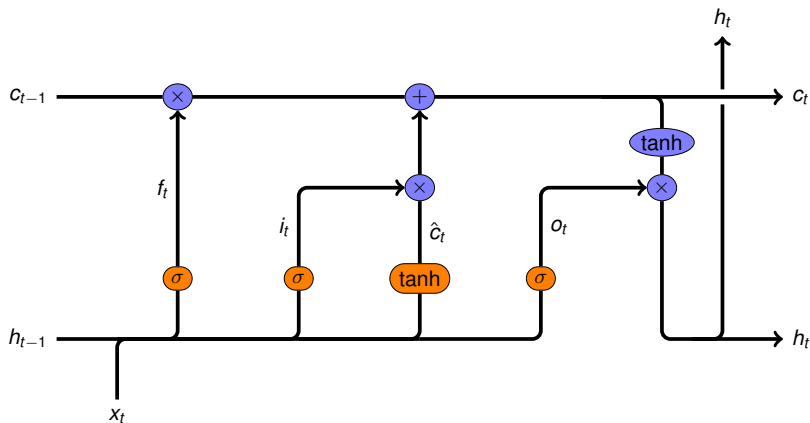 h_t
c_{t−1} × + c_t
tanh
f_t i_t × ĉ_t o_t ×
σ σ tanh σ
h_{t−1} h_t
x_t